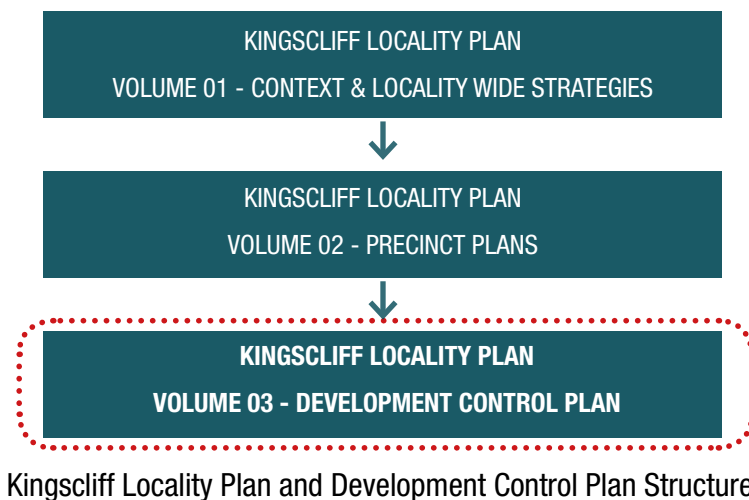 KINGSCLIFF LOCALITY PLAN
VOLUME 01 - CONTEXT & LOCALITY WIDE STRATEGIES
KINGSCLIFF LOCALITY PLAN
VOLUME 02 - PRECINCT PLANS
KINGSCLIFF LOCALITY PLAN
VOLUME 03 - DEVELOPMENT CONTROL PLAN
Kingscliff Locality Plan and Development Control Plan Structure